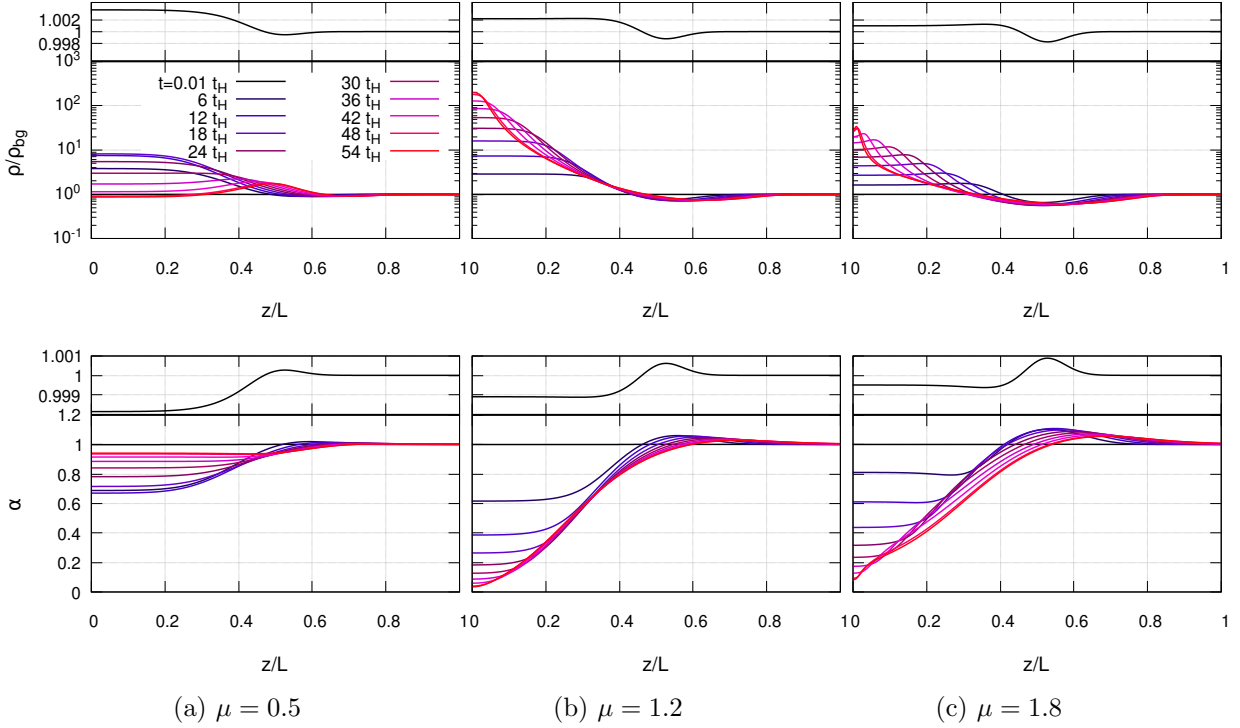 1.002
1
0.998
10³
10²
10¹
10⁰
10⁻¹
ρ/ρbg
t=0.01 tH
6 tH
12 tH
18 tH
24 tH
30 tH
36 tH
42 tH
48 tH
54 tH
0 0.2 0.4 0.6 0.8 1 0 0.2 0.4 0.6 0.8 1 0 0.2 0.4 0.6 0.8 1
z/L z/L z/L
1.001
1
0.999
1.2
1
0.8
0.6
0.4
0.2
0
α
0 0.2 0.4 0.6 0.8 1 0 0.2 0.4 0.6 0.8 1 0 0.2 0.4 0.6 0.8 1
z/L z/L z/L
(a) μ = 0.5 (b) μ = 1.2 (c) μ = 1.8